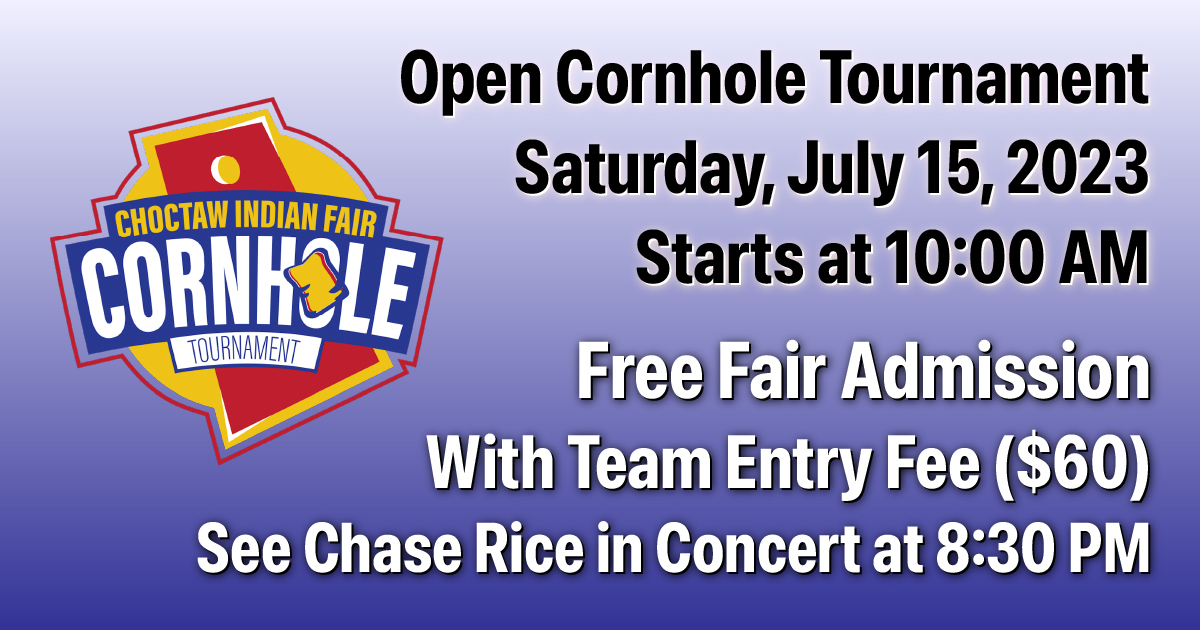 Open Cornhole Tournament
Saturday, July 15, 2023
Starts at 10:00 AM
CHOCTAW INDIAN FAIR
CORNHOLE
TOURNAMENT
Free Fair Admission
With Team Entry Fee ($60)
See Chase Rice in Concert at 8:30 PM